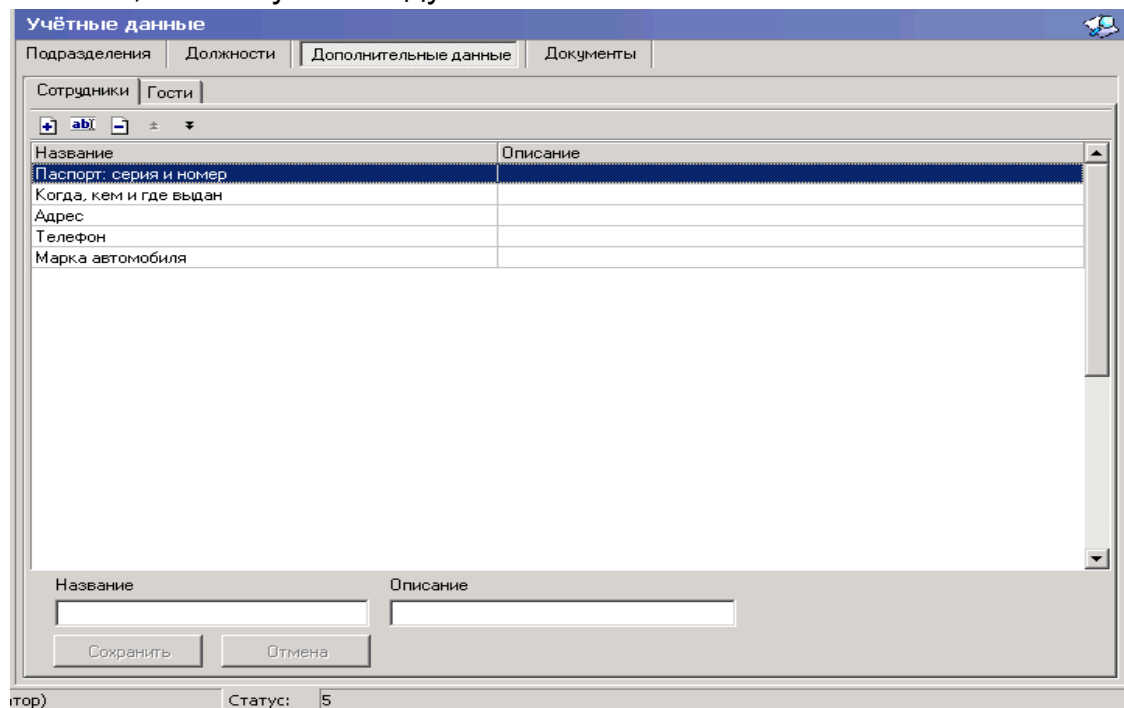 Учётные данные
Подразделения Должности Дополнительные данные Документы
Сотрудники Гости
abI
Название Описание
Паспорт: серия и номер
Когда, кем и где выдан
Адрес
Телефон
Марка автомобиля
Название Описание
Сохранить Отмена
тор) Статус: 5